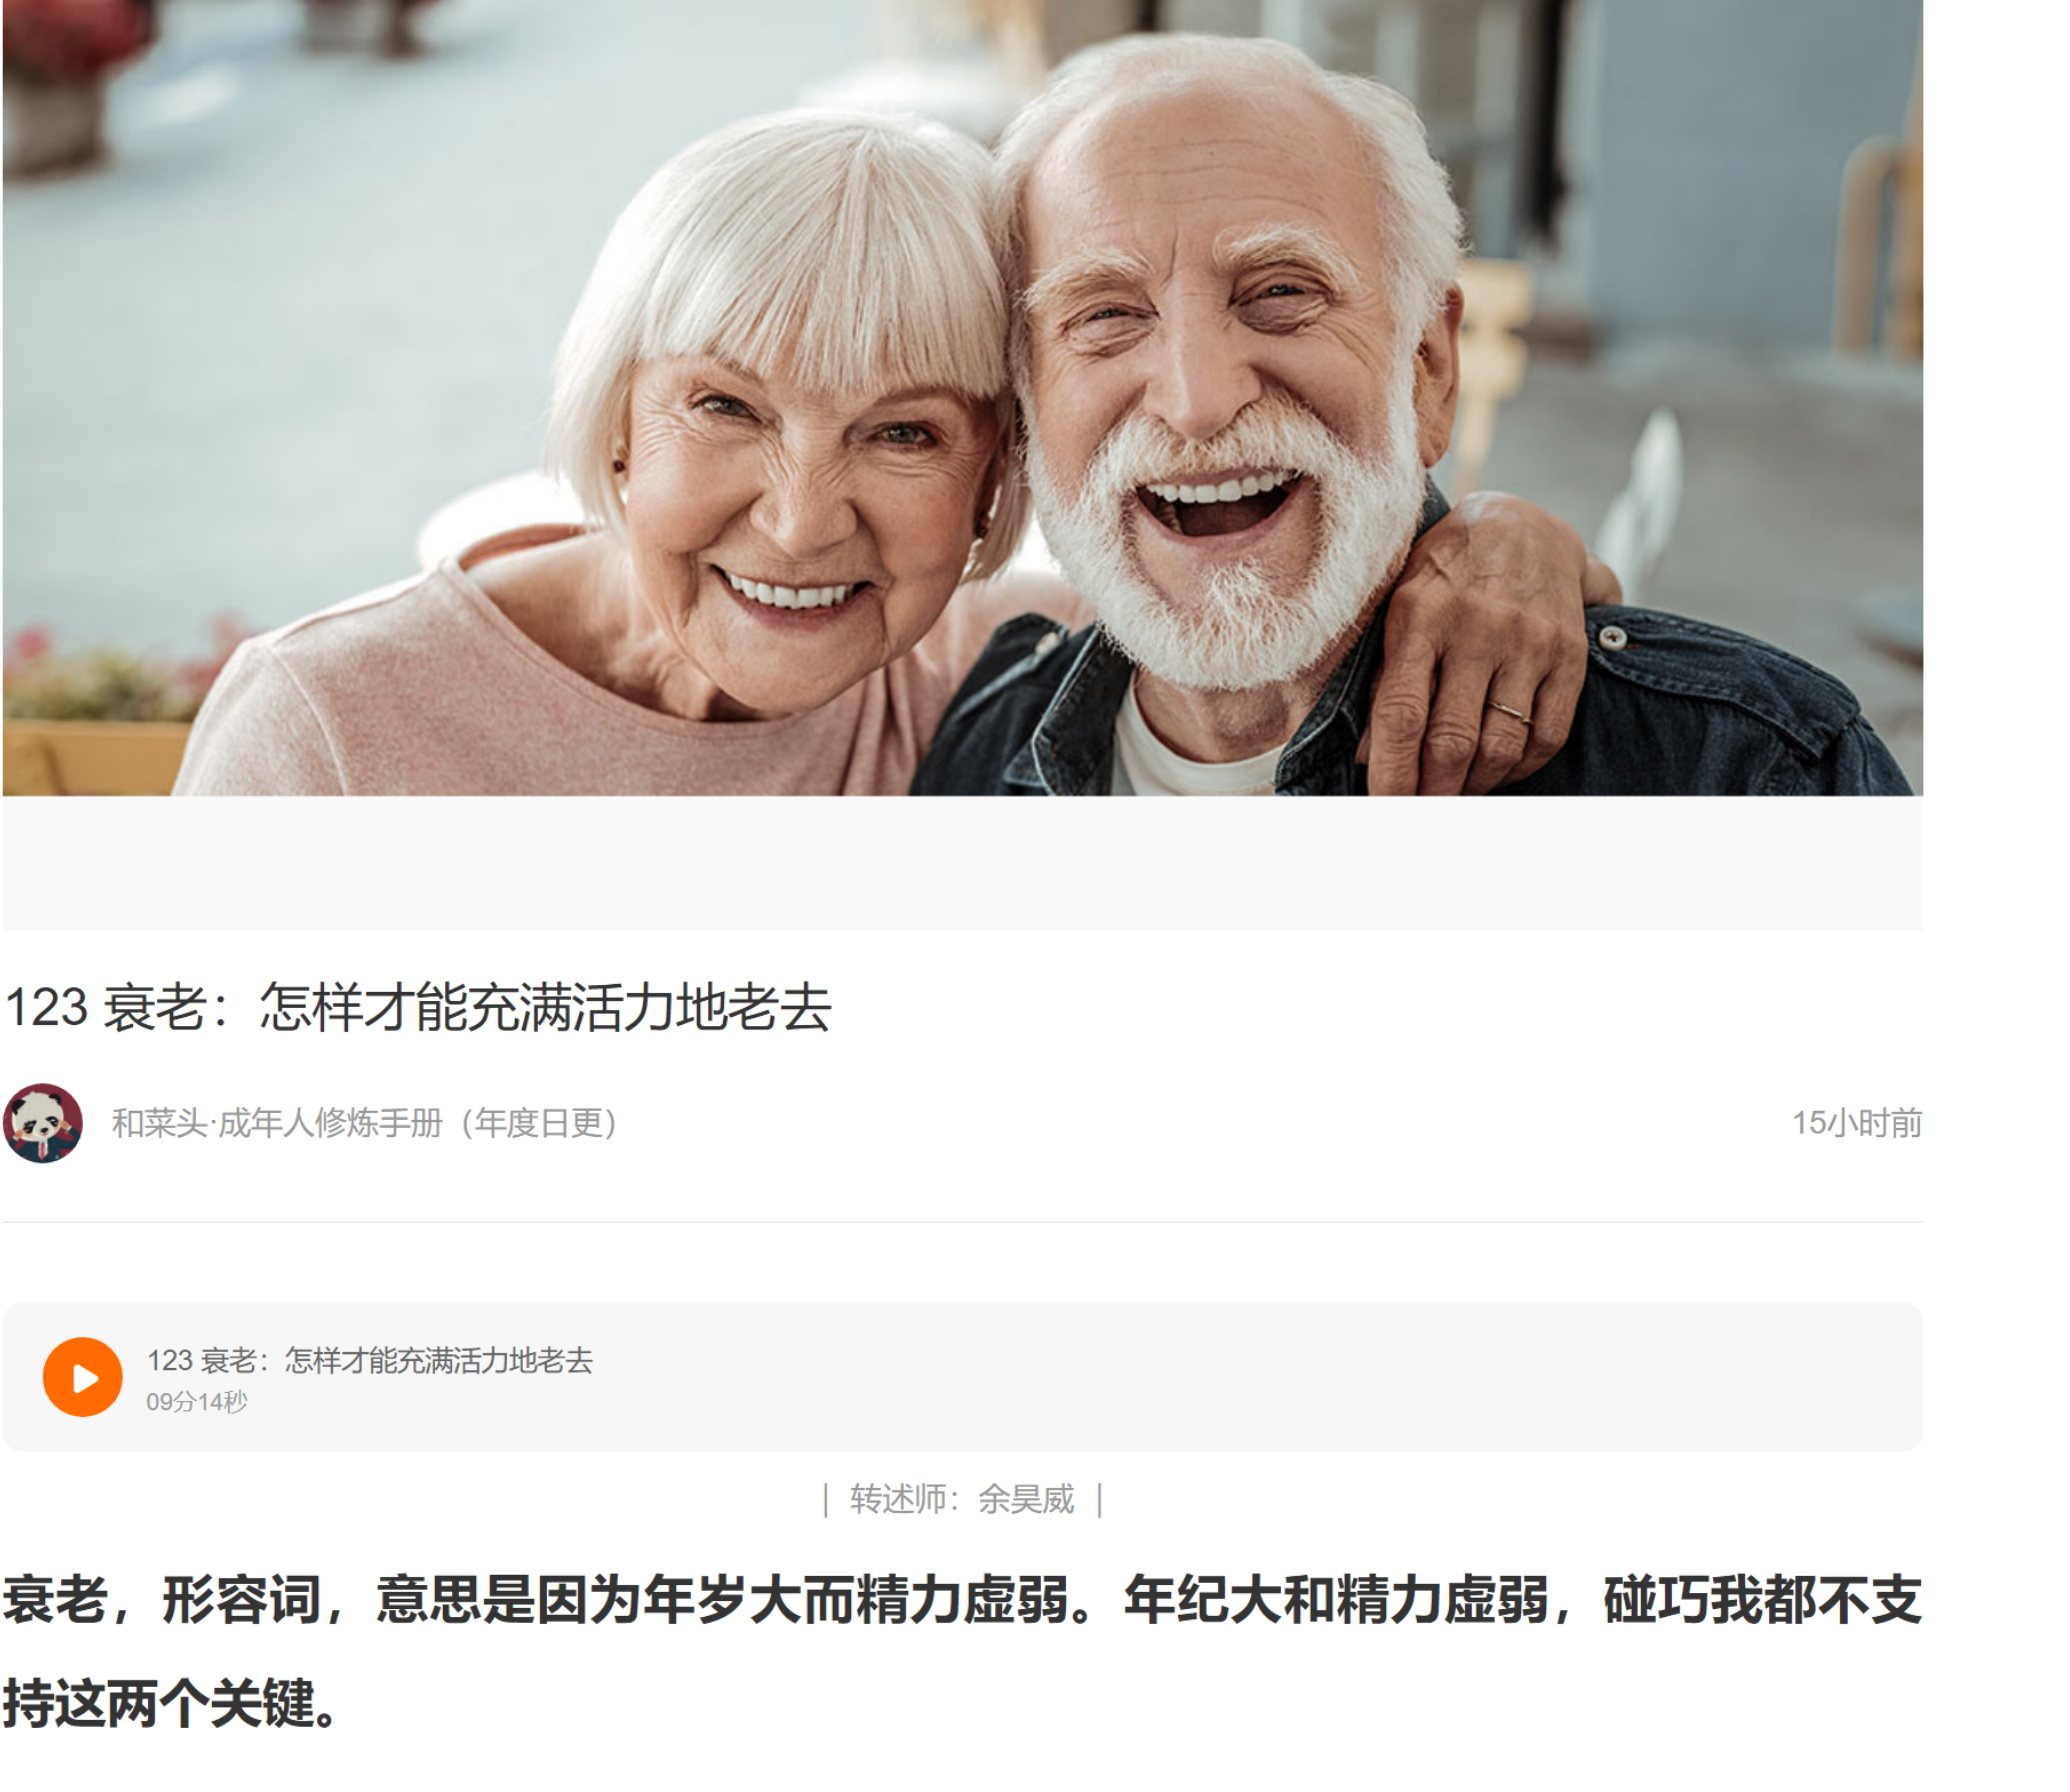 123 衰老：怎样才能充满活力地老去
和菜头·成年人修炼手册（年度日更）
15小时前
123 衰老：怎样才能充满活力地老去
09分14秒
| 转述师：余昊威 |
衰老，形容词，意思是因为年岁大而精力虚弱。年纪大和精力虚弱，碰巧我都不支
持这两个关键。